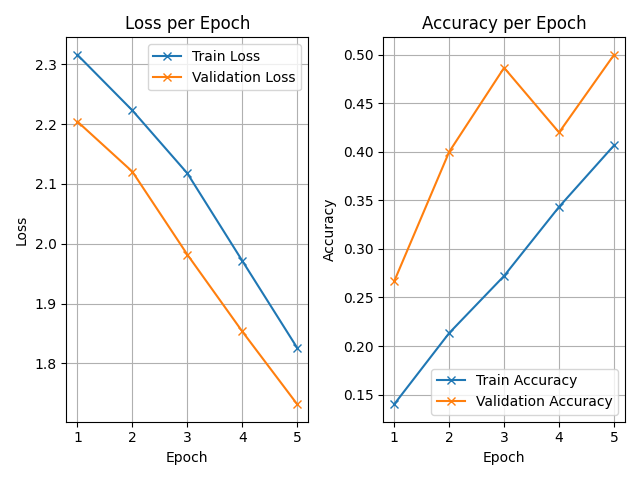 Loss per Epoch
Train Loss
Validation Loss
2.3
2.2
2.1
2.0
1.9
1.8
Loss
1 2 3 4 5
Epoch
Accuracy per Epoch
0.50
0.45
0.40
0.35
0.30
0.25
0.20
0.15
Accuracy
Train Accuracy
Validation Accuracy
1 2 3 4 5
Epoch